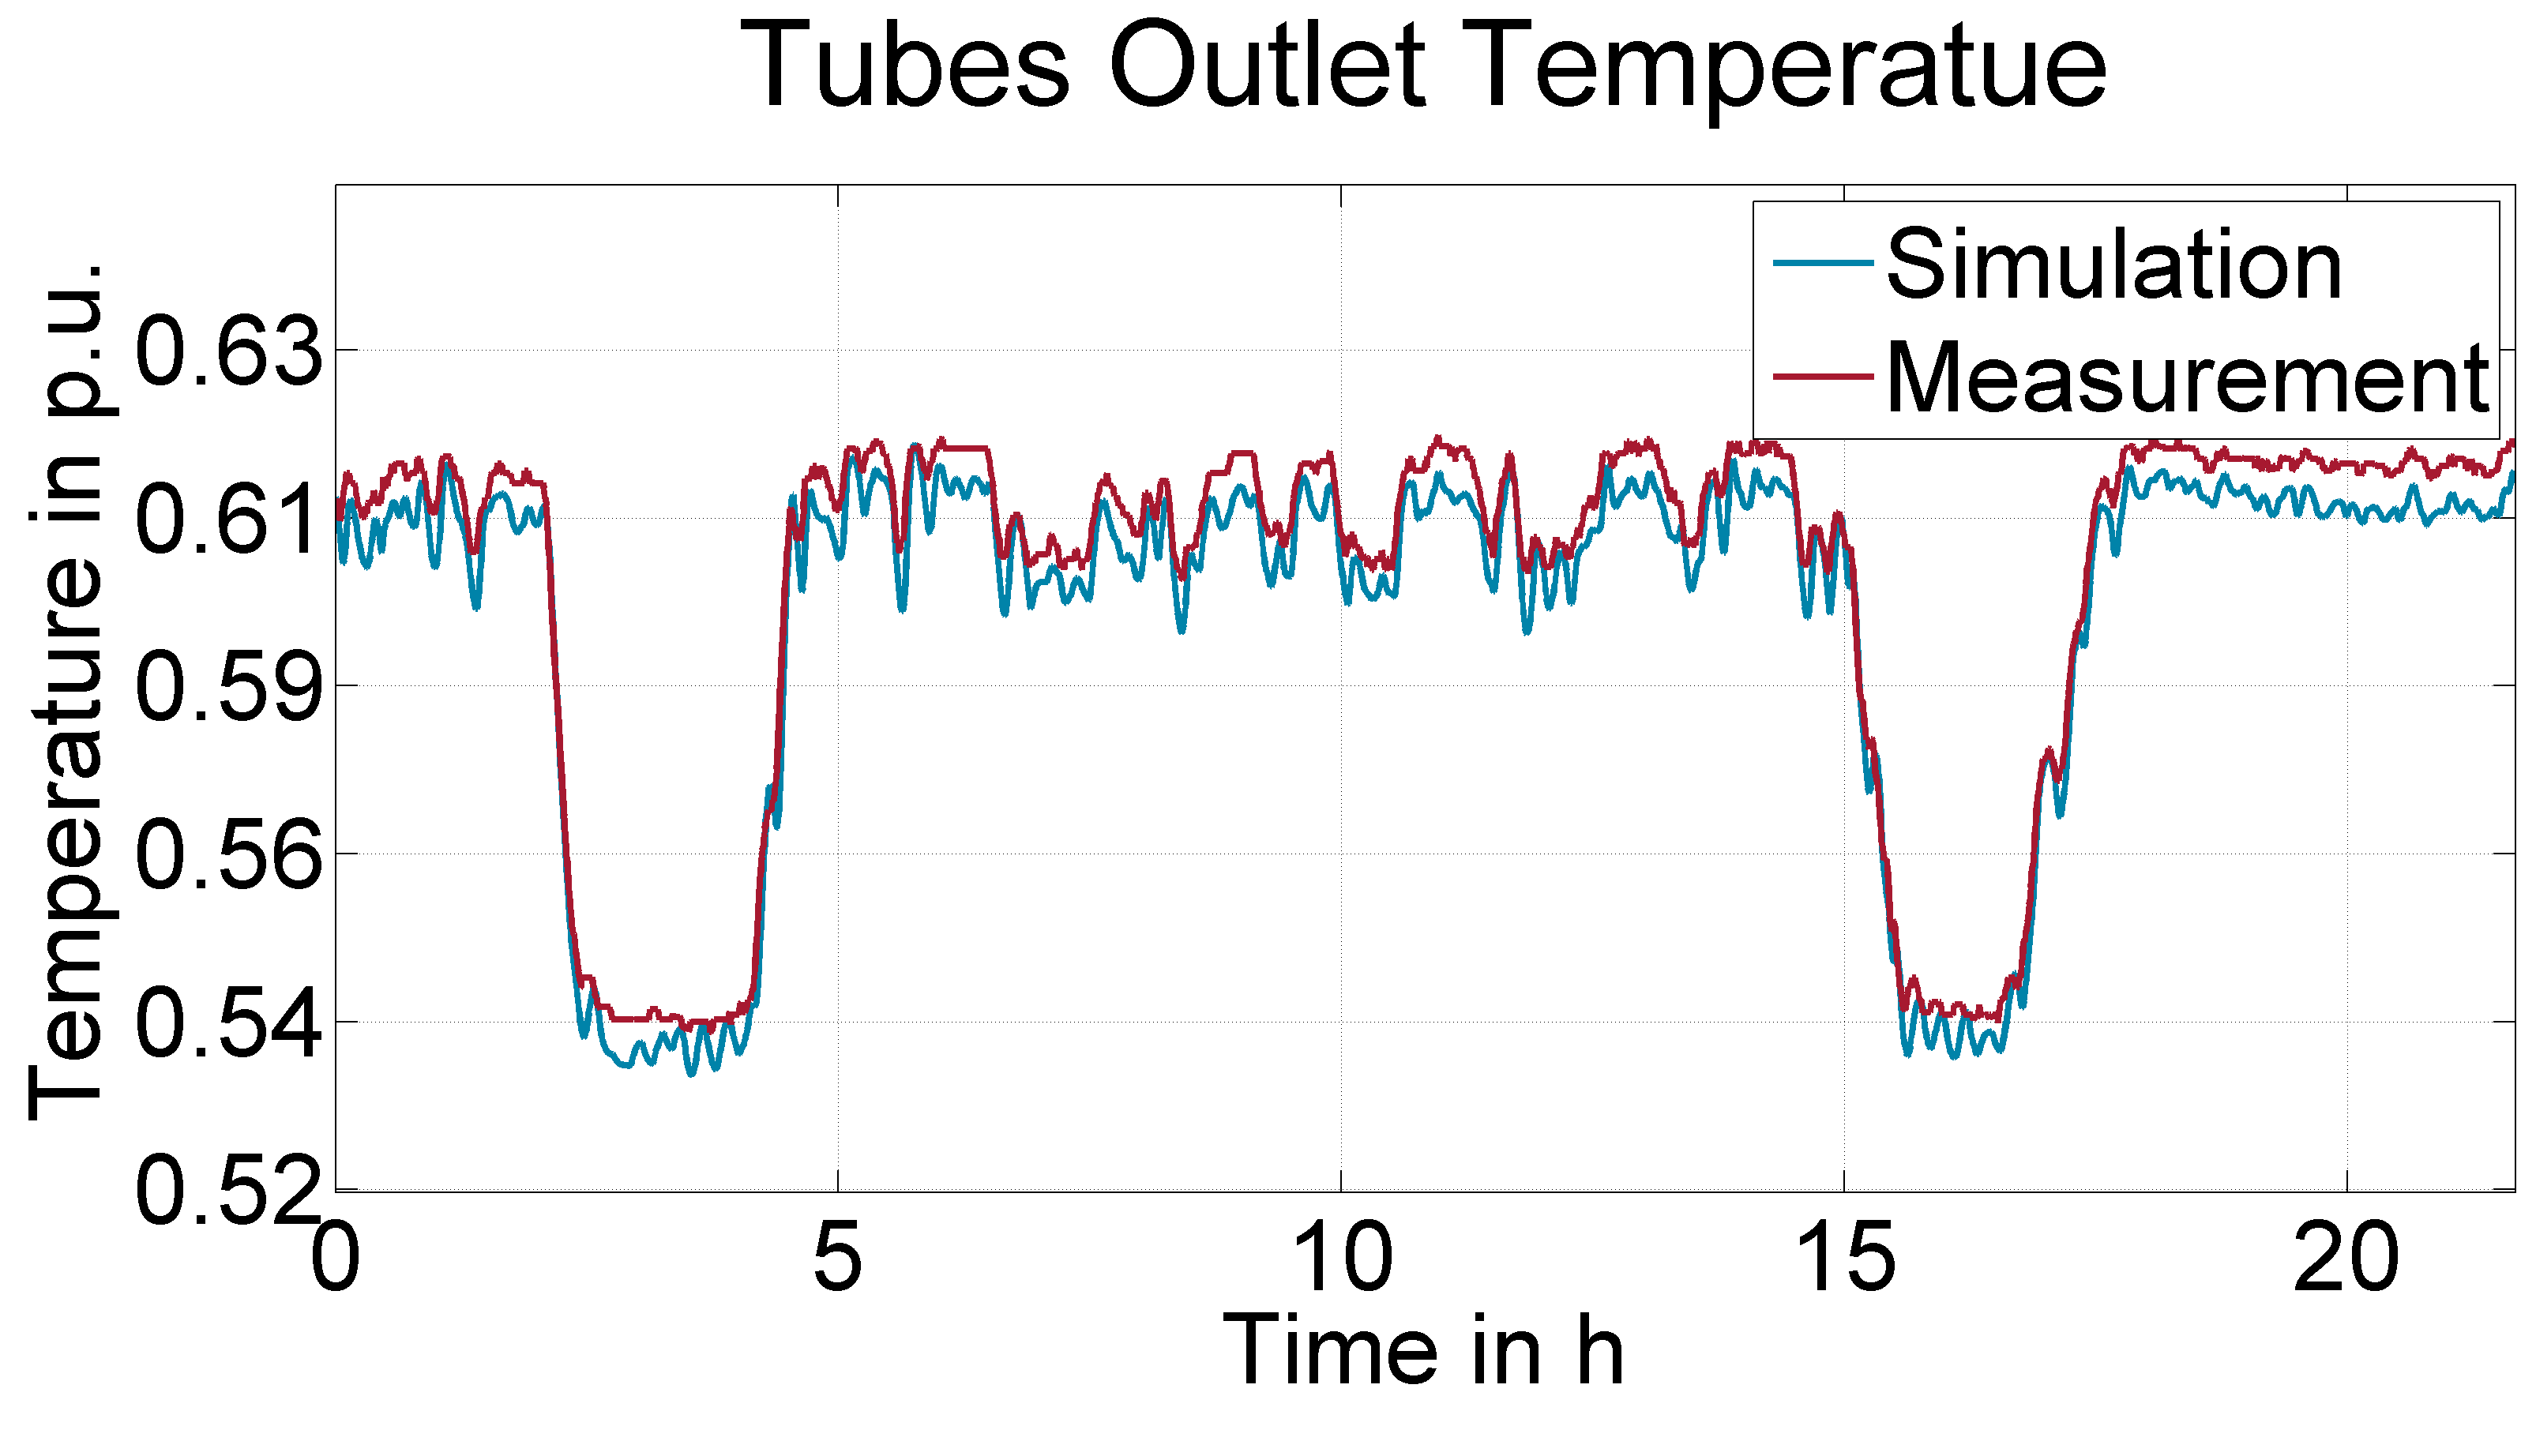 Tubes Outlet Temperatue
Simulation
Measurement
Temperature in p.u.
0.63
0.61
0.59
0.56
0.54
0.52
0 5 10 15 20
Time in h